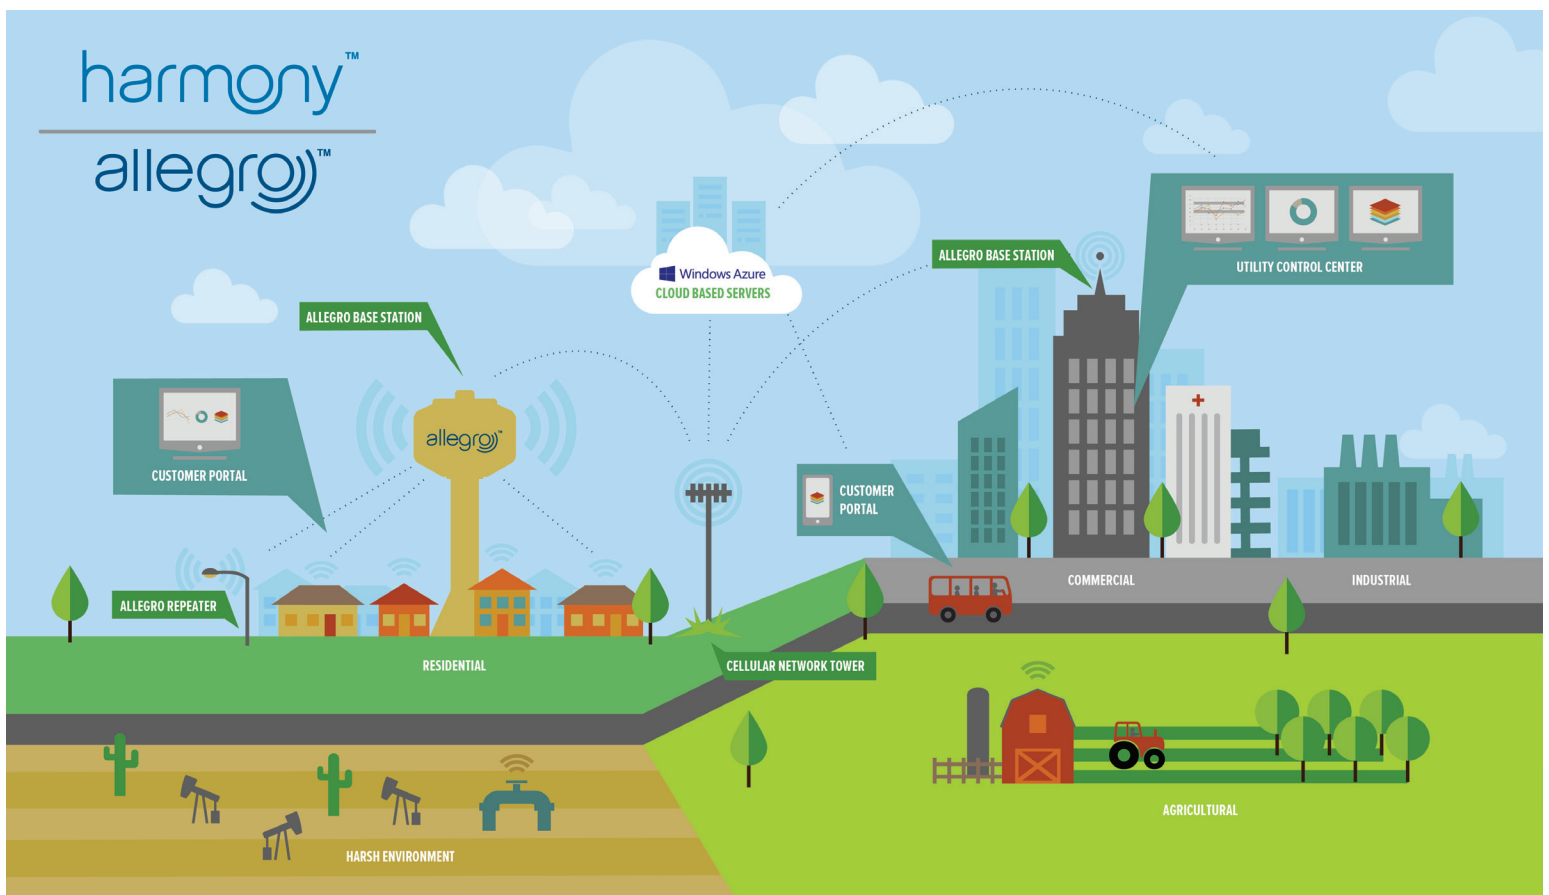 harmony™
allegro™
Windows Azure
CLOUD BASED SERVERS
ALLEGRO BASE STATION
UTILITY CONTROL CENTER
ALLEGRO BASE STATION
CUSTOMER PORTAL
allegro™
CUSTOMER
PORTAL
ALLEGRO REPEATER
COMMERCIAL
INDUSTRIAL
RESIDENTIAL
CELLULAR NETWORK TOWER
AGRICULTURAL
HARSH ENVIRONMENT